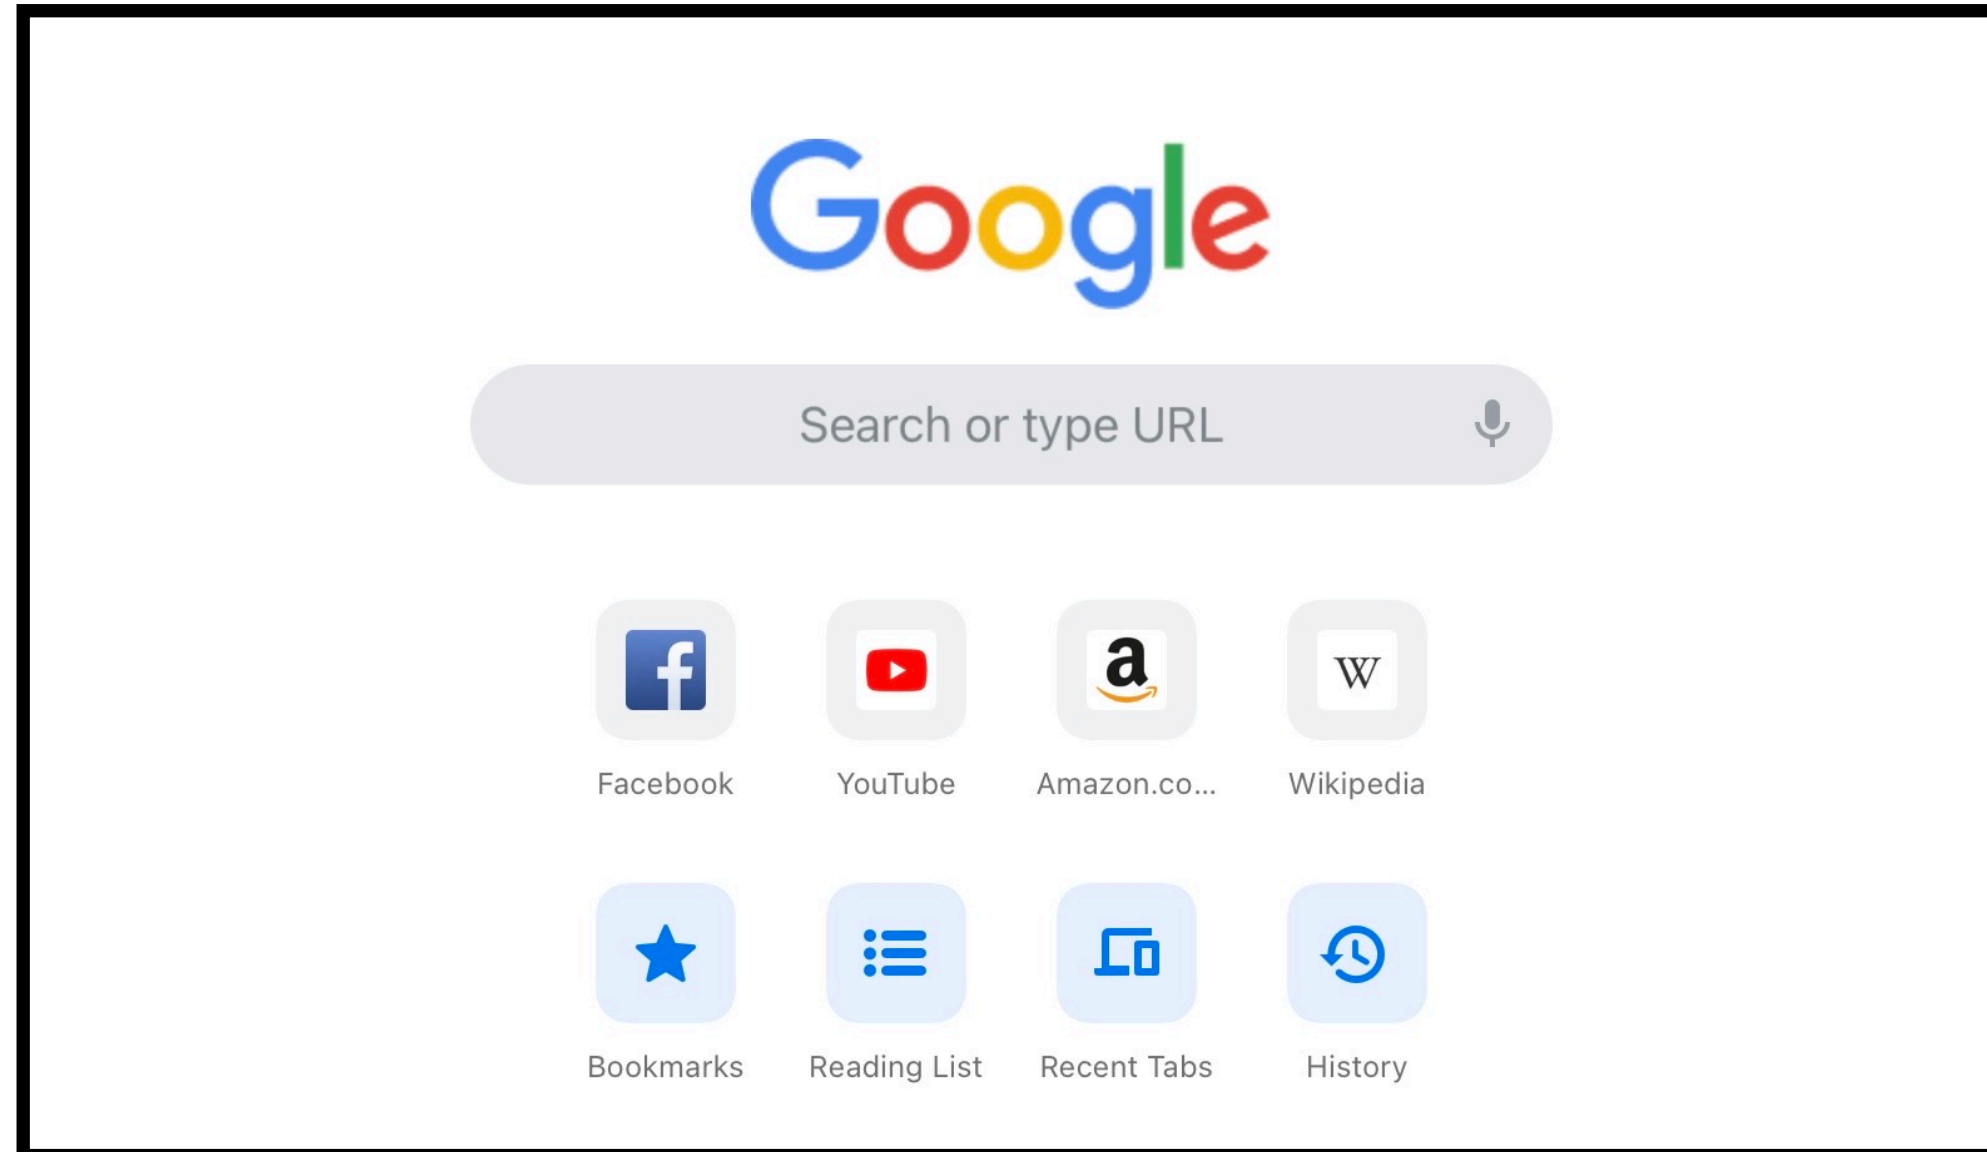 Google
Search or type URL
Facebook YouTube Amazon.co... Wikipedia
Bookmarks Reading List Recent Tabs History